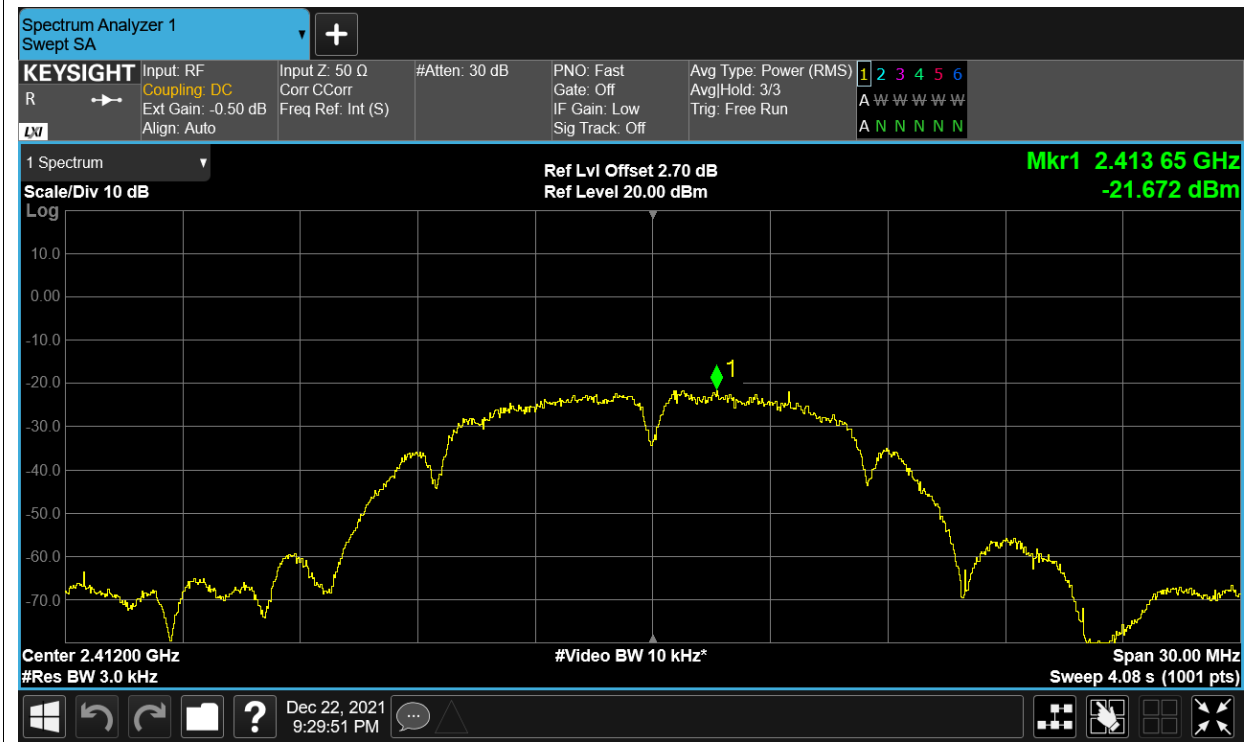 Spectrum Analyzer 1
Swept SA
+
KEYSIGHT
R
LXI
Input: RF
Coupling: DC
Ext Gain: -0.50 dB
Align: Auto
Input Z: 50 Ω
Corr CCorr
Freq Ref: Int (S)
#Atten: 30 dB
PNO: Fast
Gate: Off
IF Gain: Low
Sig Track: Off
Avg Type: Power (RMS)
Avg|Hold: 3/3
Trig: Free Run
1 2 3 4 5 6
A W W W W W
A N N N N N
1 Spectrum
Scale/Div 10 dB
Log
Ref Lvl Offset 2.70 dB
Ref Level 20.00 dBm
Mkr1 2.413 65 GHz
-21.672 dBm
10.0
0.00
-10.0
-20.0
-30.0
-40.0
-50.0
-60.0
-70.0
1
Center 2.41200 GHz
#Res BW 3.0 kHz
#Video BW 10 kHz*
Span 30.00 MHz
Sweep 4.08 s (1001 pts)
?
Dec 22, 2021
9:29:51 PM